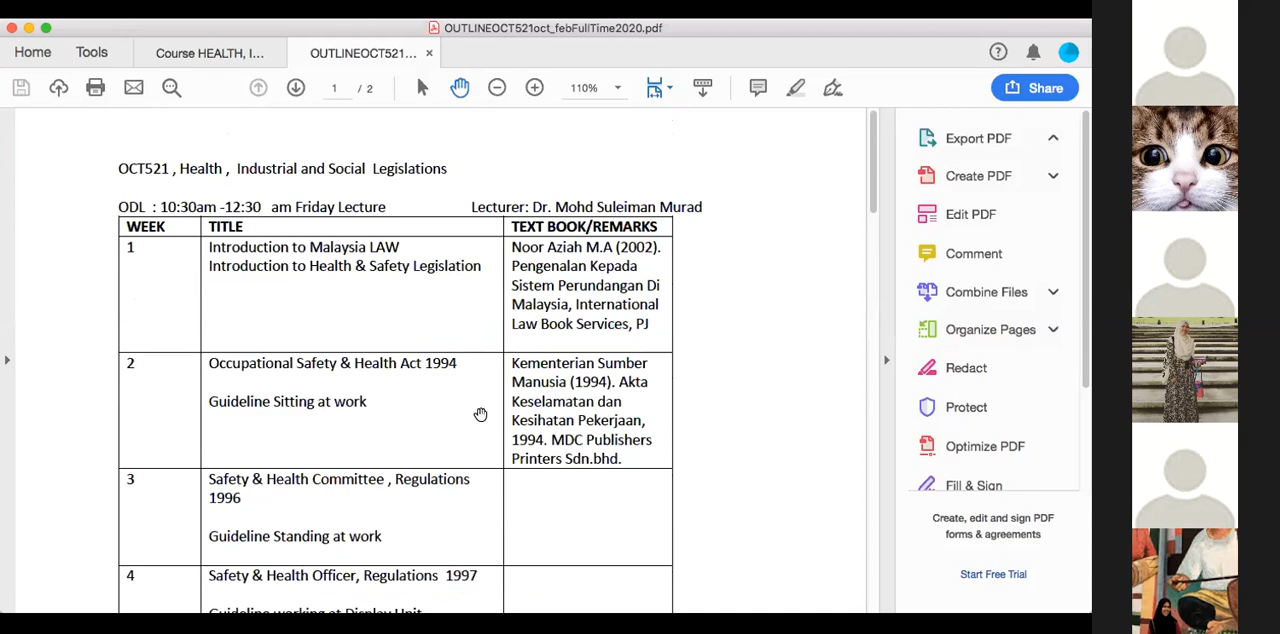 OUTLINEOCT521oct_febFullTime2020.pdf
Home Tools Course HEALTH, I... OUTLINEOCT521... ×
1 / 2 110% Share
OCT521 , Health , Industrial and Social Legislations
ODL : 10:30am -12:30 am Friday Lecture Lecturer: Dr. Mohd Suleiman Murad
WEEK TITLE TEXT BOOK/REMARKS
1 Introduction to Malaysia LAW Noor Aziah M.A (2002).
Introduction to Health & Safety Legislation Pengenalan Kepada
Sistem Perundangan Di
Malaysia, International
Law Book Services, PJ
2 Occupational Safety & Health Act 1994 Kementerian Sumber
Manusia (1994). Akta
Guideline Sitting at work Keselamatan dan
Kesihatan Pekerjaan,
1994. MDC Publishers
Printers Sdn.bhd.
3 Safety & Health Committee , Regulations
1996
Guideline Standing at work
4 Safety & Health Officer, Regulations 1997
Guideline working at Display Unit
Export PDF
Create PDF
Edit PDF
Comment
Combine Files
Organize Pages
Redact
Protect
Optimize PDF
Fill & Sign
Create, edit and sign PDF
forms & agreements
Start Free Trial